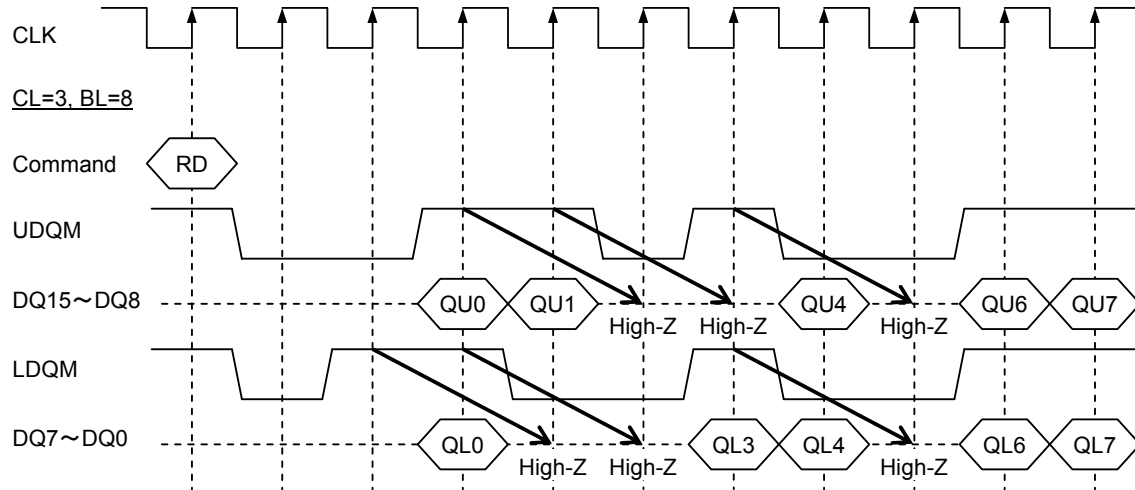 CLK
CL=3, BL=8
Command RD
UDQM
DQ15～DQ8 QU0 QU1 QU4 QU6 QU7
High-Z High-Z High-Z
LDQM
DQ7～DQ0 QL0 QL3 QL4 QL6 QL7
High-Z High-Z High-Z